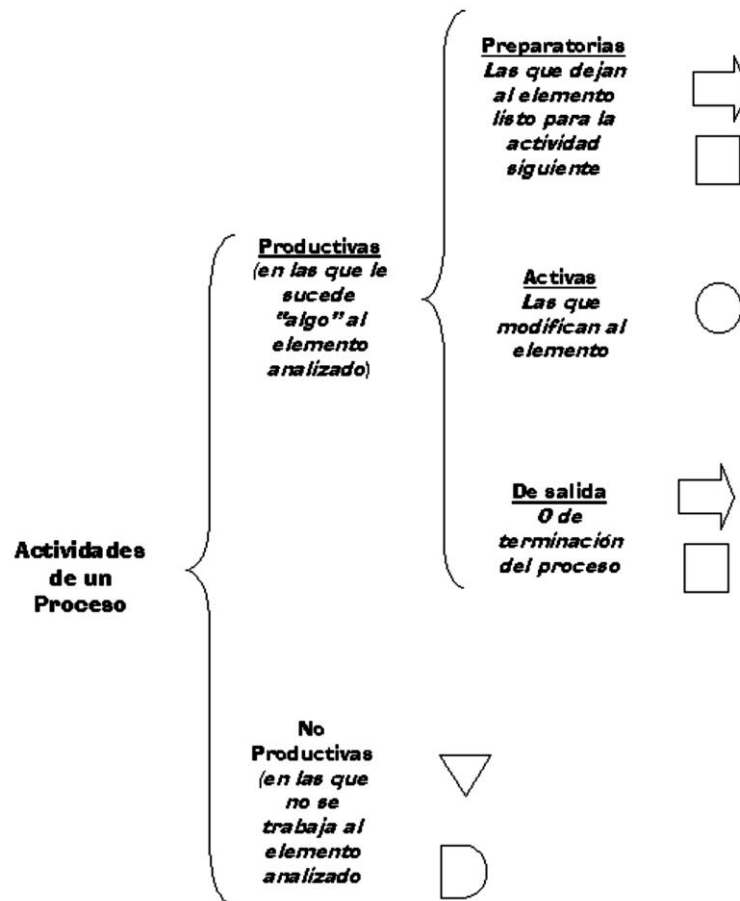 Preparatorias
Las que dejan
al elemento
listo para la
actividad
siguiente
Productivas
(en las que le
sucede
"algo" al
elemento
analizado)
Activas
Las que
modifican al
elemento
De salida
O de
terminación
del proceso
Actividades
de un
Proceso
No
Productivas
(en las que
no se
trabaja al
elemento
analizado